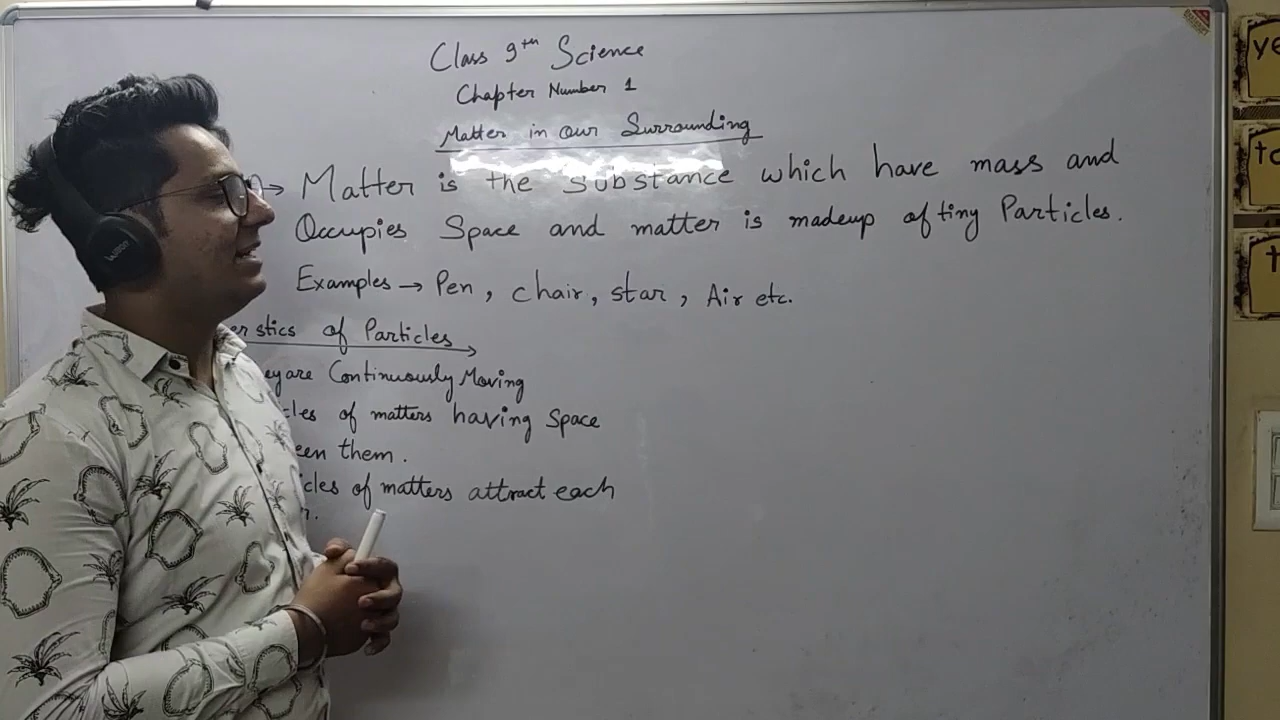 Class 9th Science
Chapter Number 1
Matter in our Surrounding
→ Matter is the substance which have mass and
Occupies Space and matter is madeup of tiny Particles.
Examples → Pen, chair, star, Air etc.
of Particles
Continuously Moving
of matters having Space
them.
of matters attract each